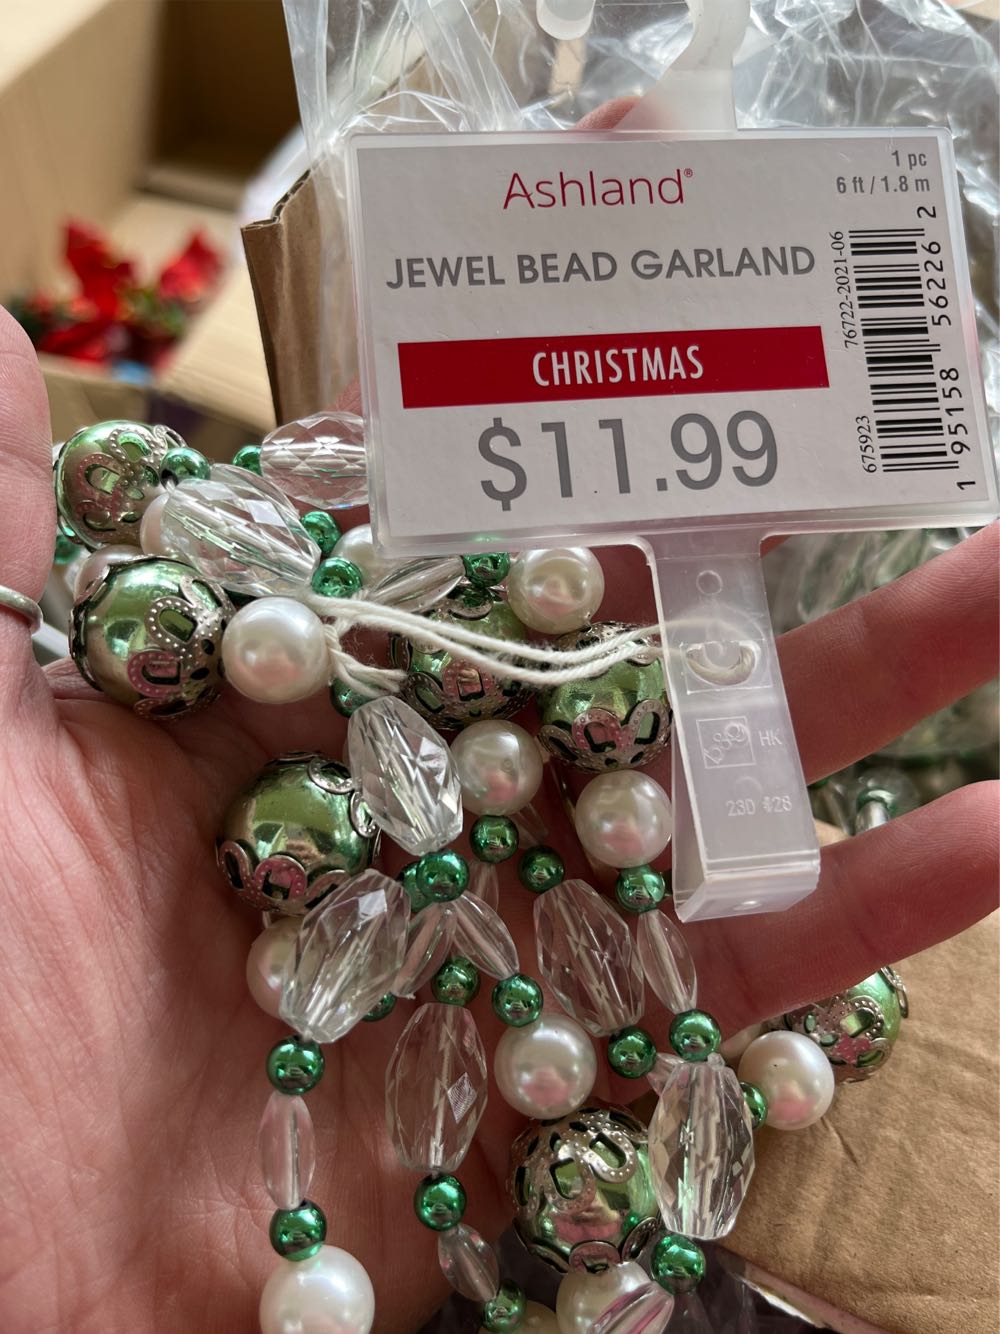 Ashland®
1 pc
6 ft / 1.8 m
JEWEL BEAD GARLAND
CHRISTMAS
$11.99
76722-2021-06
675923
1 95158 56226 2
HK